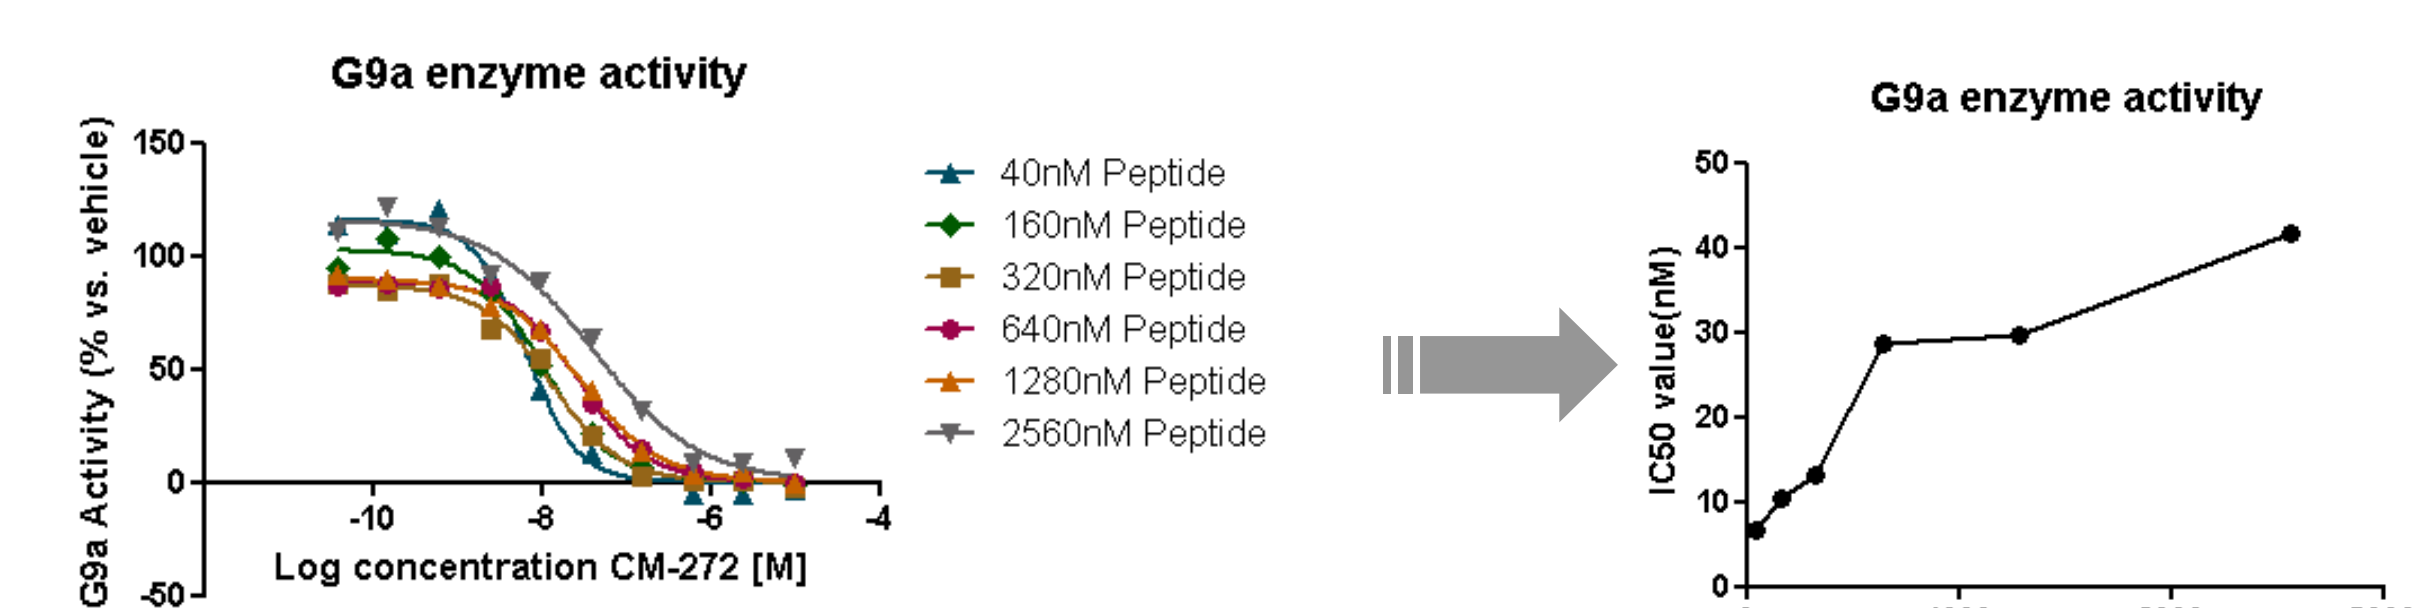 G9a enzyme activity
G9a Activity (% vs. vehicle)
150
100
50
0
-50
-10
-8
-6
-4
Log concentration CM-272 [M]
40nM Peptide
160nM Peptide
320nM Peptide
640nM Peptide
1280nM Peptide
2560nM Peptide
G9a enzyme activity
IC50 value(nM)
50
40
30
20
10
0